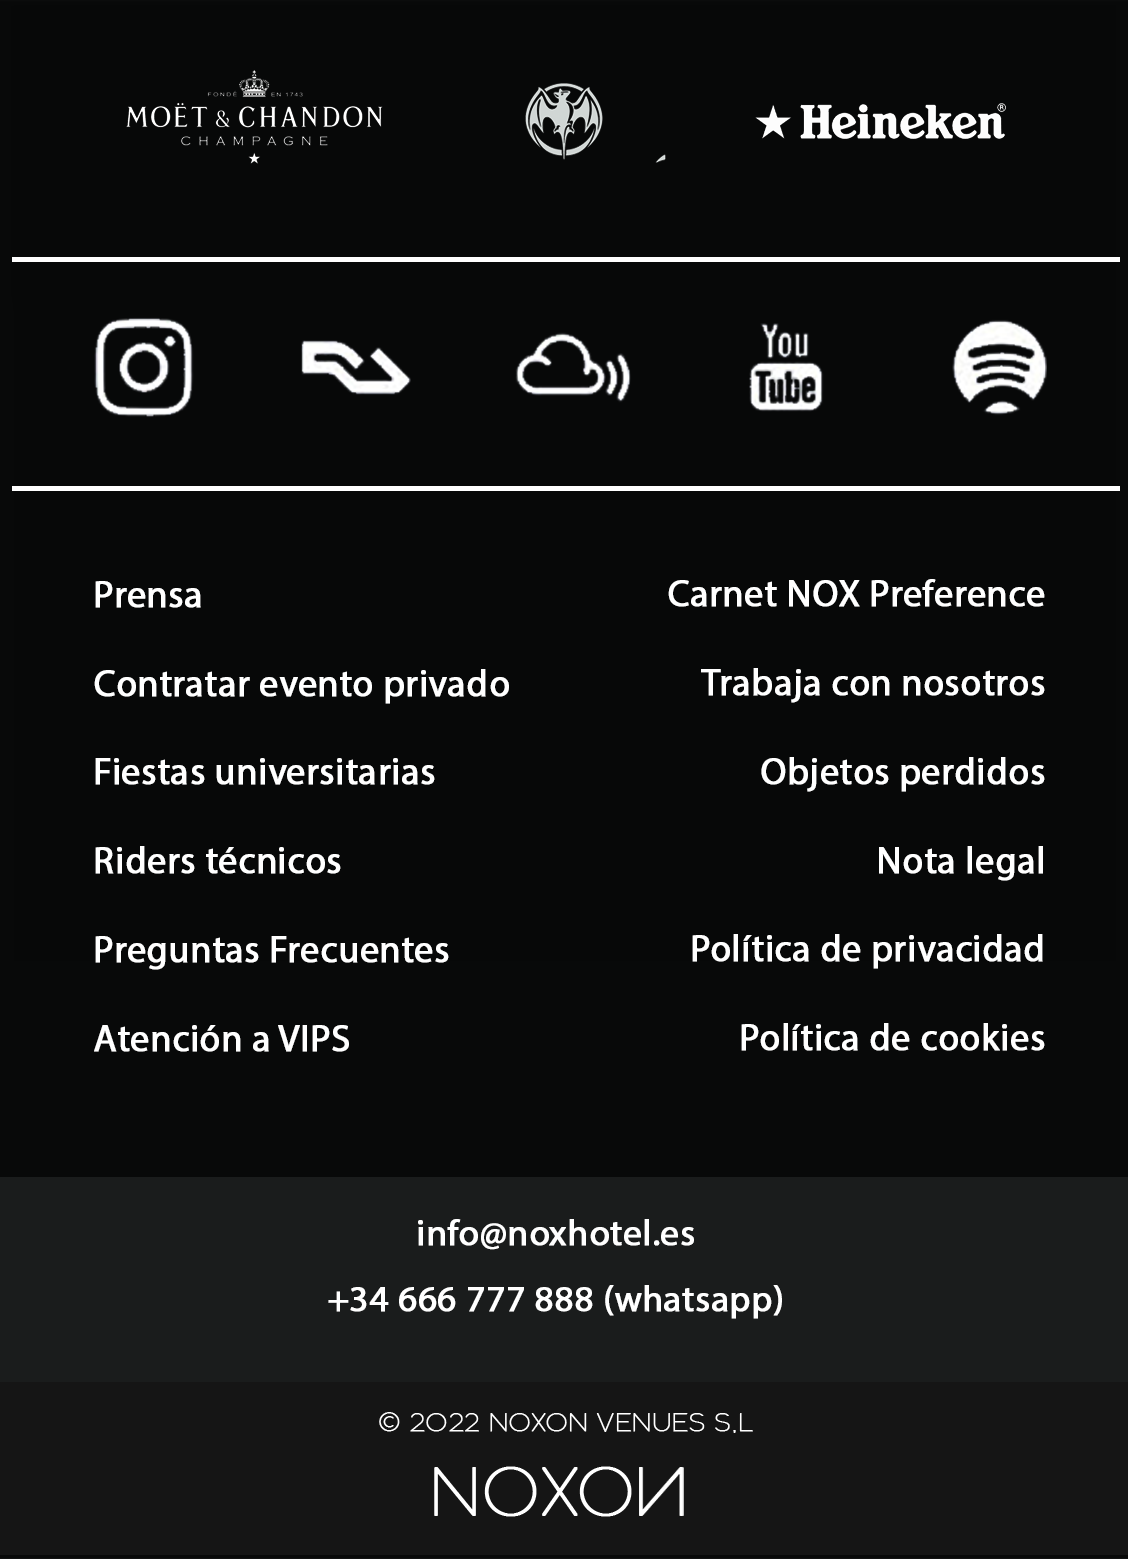 FONDÉ EN 1743
MOËT & CHANDON
CHAMPAGNE
Heineken®
You
Tube
Prensa
Carnet NOX Preference
Contratar evento privado
Trabaja con nosotros
Fiestas universitarias
Objetos perdidos
Riders técnicos
Nota legal
Preguntas Frecuentes
Política de privacidad
Atención a VIPS
Política de cookies
info@noxhotel.es
+34 666 777 888 (whatsapp)
© 2022 NOXON VENUES S.L
NOXON